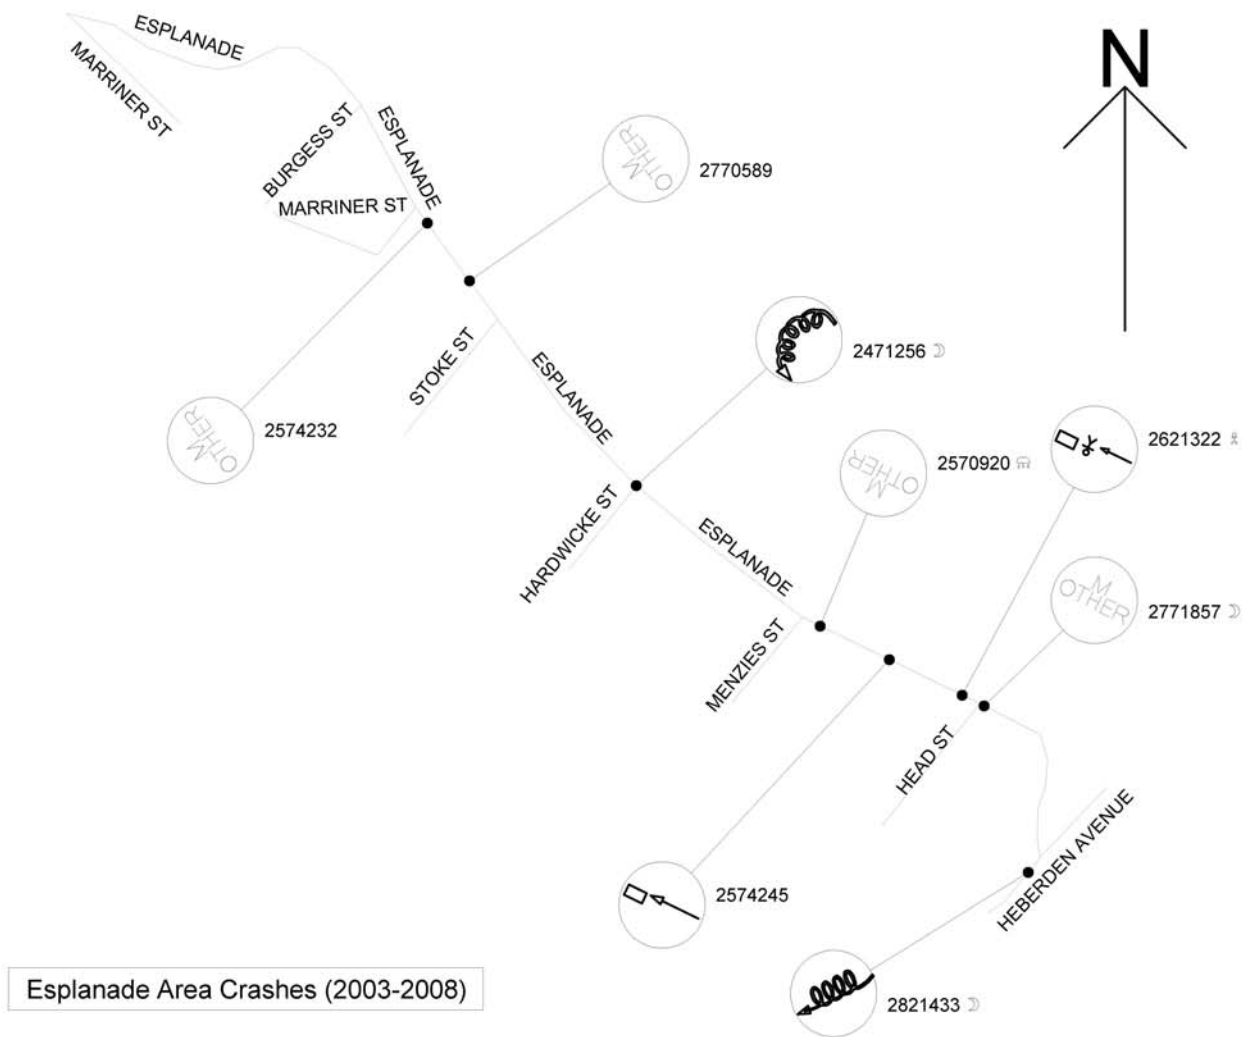 ESPLANADE
N
MARRINER ST
BURGESS ST
ESPLANADE
M
OTHER
2770589
MARRINER ST
STOKE ST
ESPLANADE
2471256
M
OTHER
2574232
2621322
M
OTHER
2570920
HARDWICKE ST
ESPLANADE
M
OTHER
2771857
MENZIES ST
HEAD ST
HEBERDEN AVENUE
2574245
Esplanade Area Crashes (2003-2008)
2821433